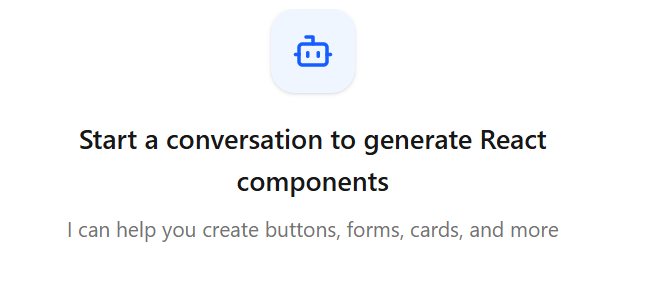 Start a conversation to generate React
components
I can help you create buttons, forms, cards, and more